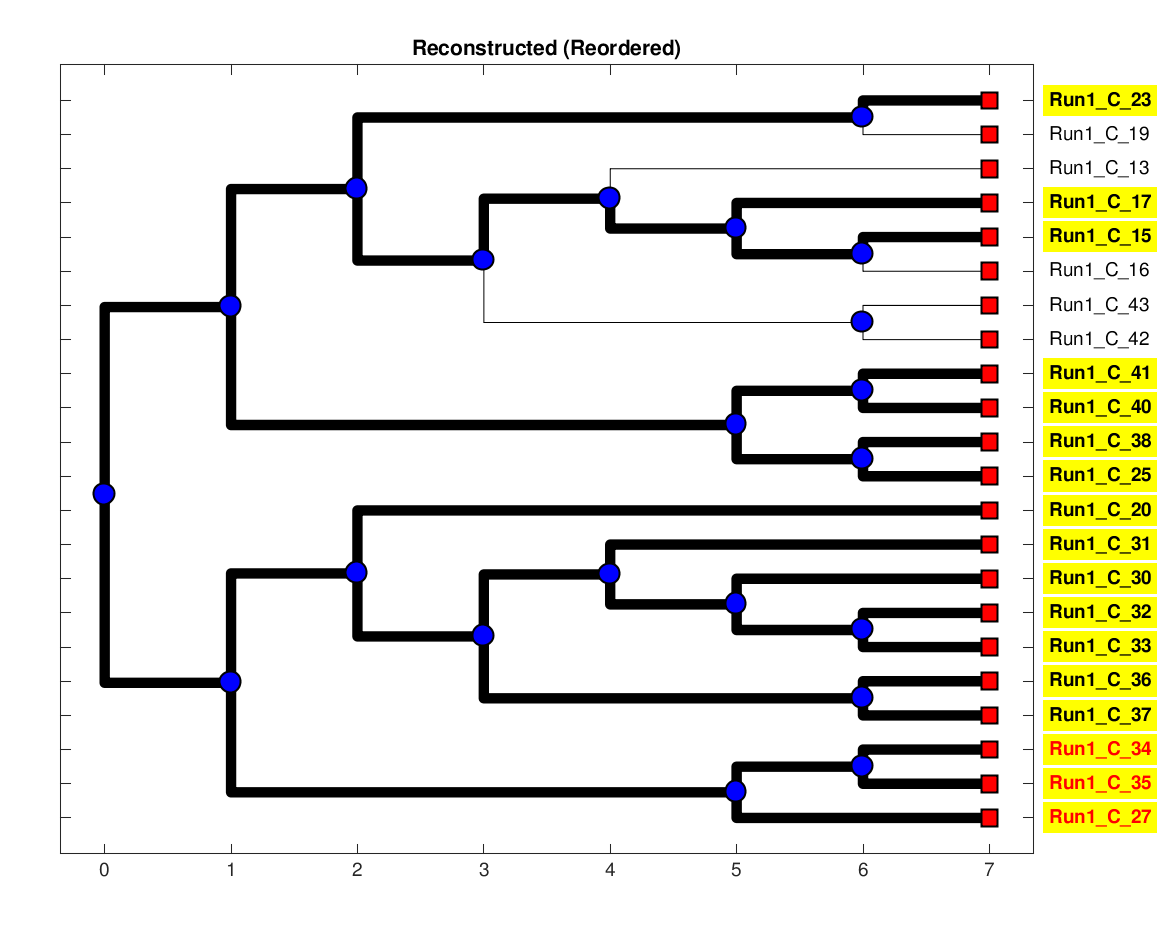 Reconstructed (Reordered)
Run1_C_23
Run1_C_19
Run1_C_13
Run1_C_17
Run1_C_15
Run1_C_16
Run1_C_43
Run1_C_42
Run1_C_41
Run1_C_40
Run1_C_38
Run1_C_25
Run1_C_20
Run1_C_31
Run1_C_30
Run1_C_32
Run1_C_33
Run1_C_36
Run1_C_37
Run1_C_34
Run1_C_35
Run1_C_27
0 1 2 3 4 5 6 7